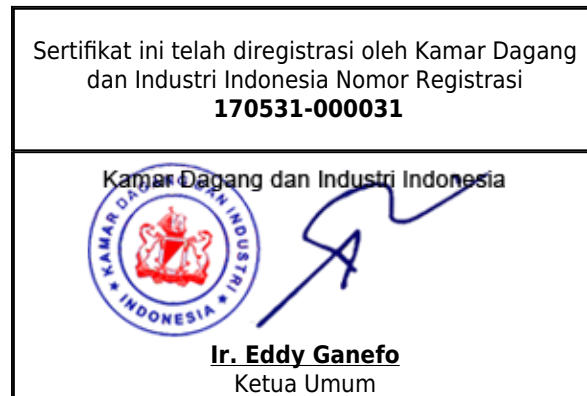 Sertifikat ini telah diregistrasi oleh Kamar Dagang
dan Industri Indonesia Nomor Registrasi
170531-000031
Kamar Dagang dan Industri Indonesia
KAMAR DAGANG DAN INDUSTRI
* INDONESIA *
Ir. Eddy Ganefo
Ketua Umum